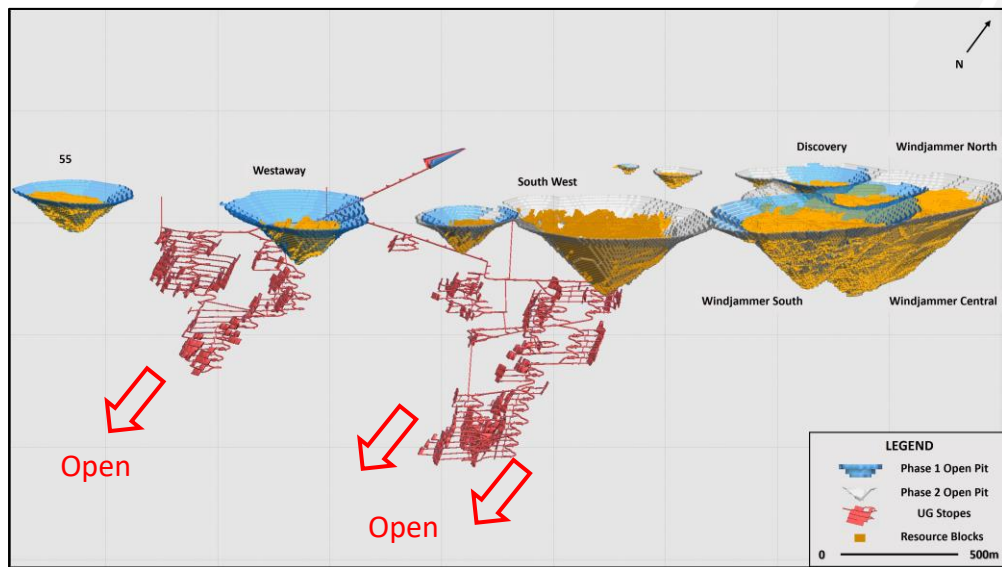 N
55
Westaway
South West
Discovery
Windjammer North
Windjammer South
Windjammer Central
Open
Open
LEGEND
Phase 1 Open Pit
Phase 2 Open Pit
UG Stopes
Resource Blocks
0 500m